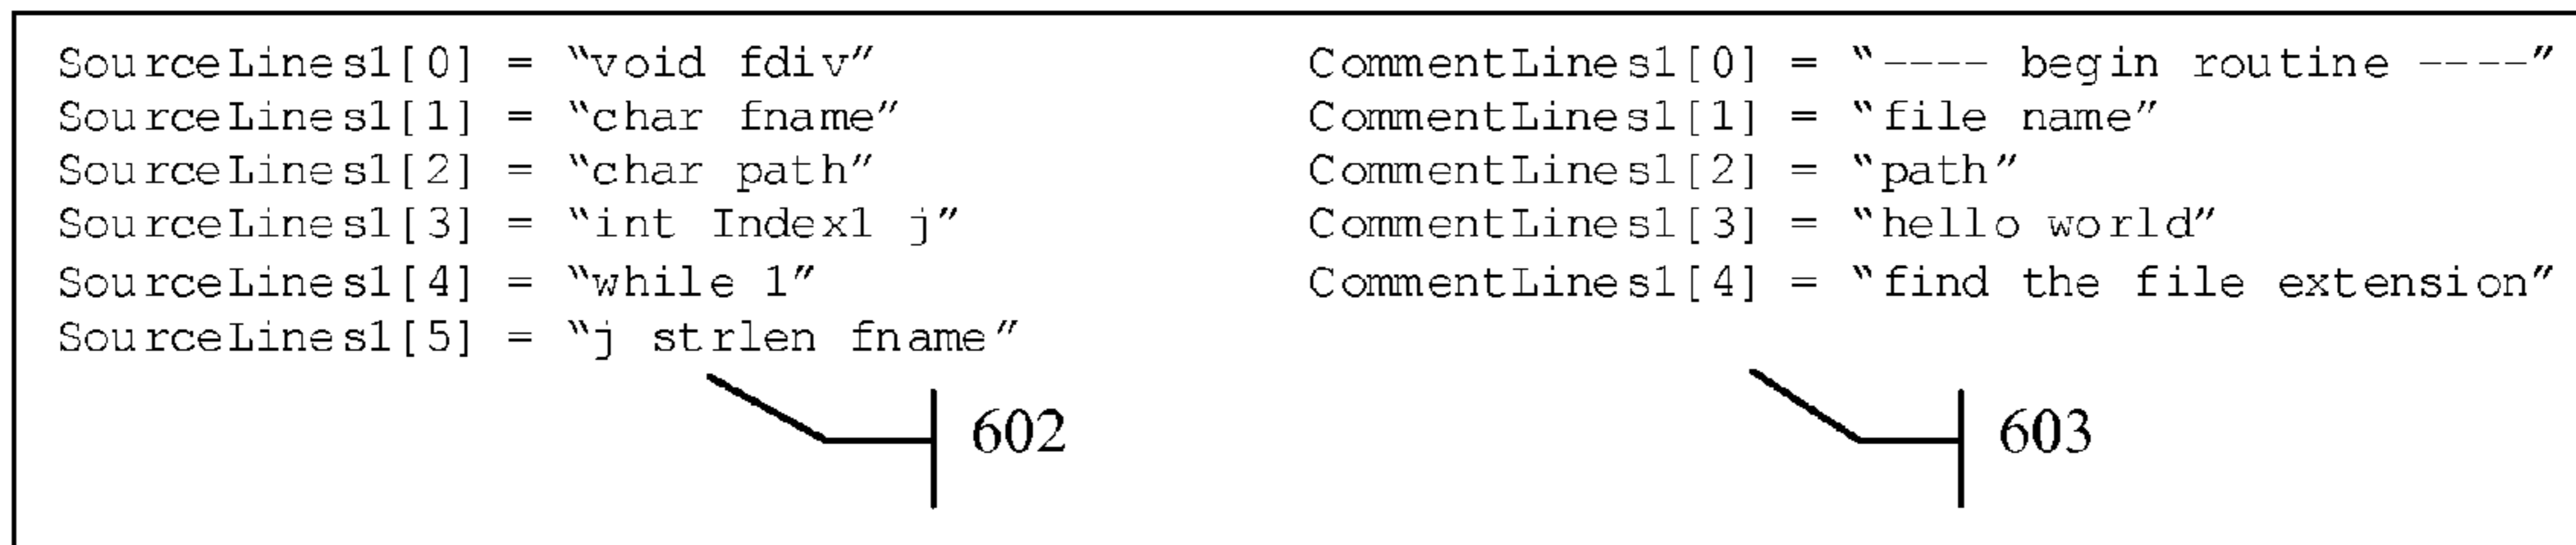 SourceLines1[0] = “void fdiv”
SourceLines1[1] = “char fname”
SourceLines1[2] = “char path”
SourceLines1[3] = “int Index1 j”
SourceLines1[4] = “while 1”
SourceLines1[5] = “j strlen fname”
602
CommentLines1[0] = “---- begin routine ----”
CommentLines1[1] = “file name”
CommentLines1[2] = “path”
CommentLines1[3] = “hello world”
CommentLines1[4] = “find the file extension”
603